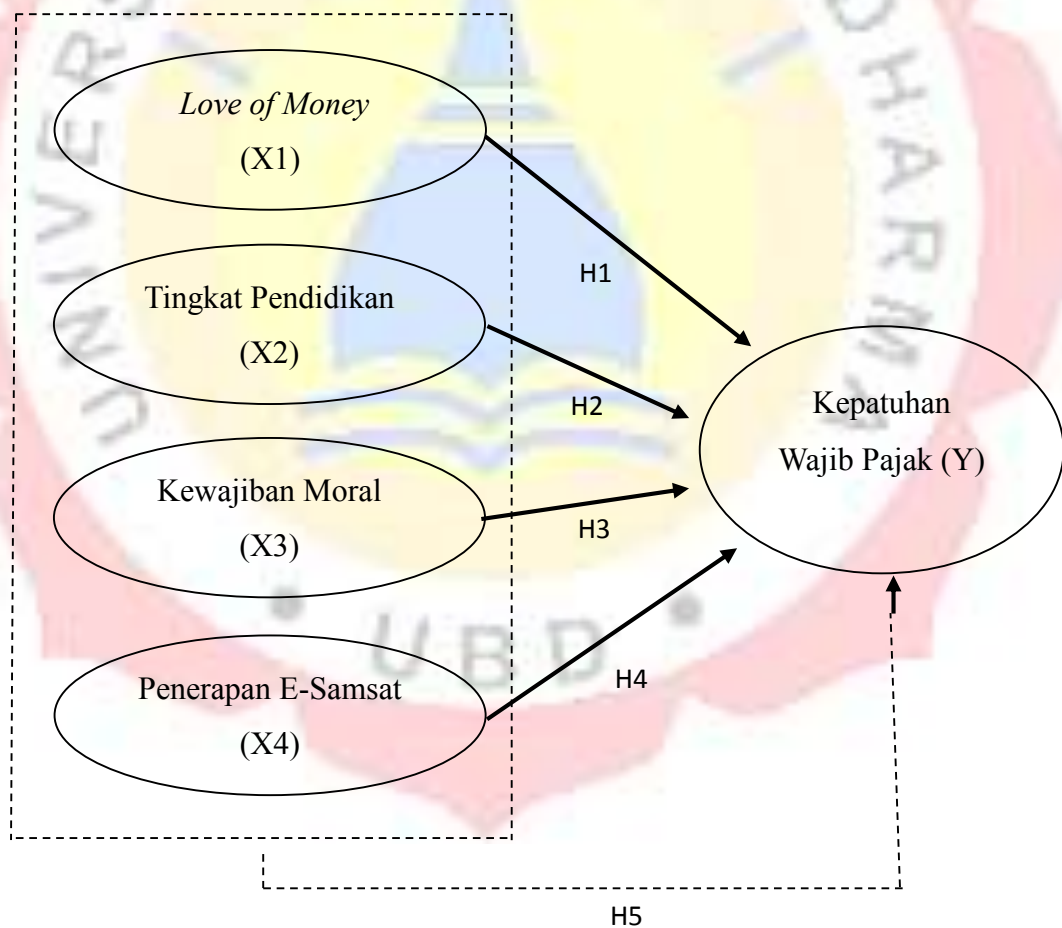 Love of Money
(X1)
Tingkat Pendidikan
(X2)
Kewajiban Moral
(X3)
Penerapan E-Samsat
(X4)
H1
H2
H3
H4
Kepatuhan
Wajib Pajak (Y)
H5
UBD